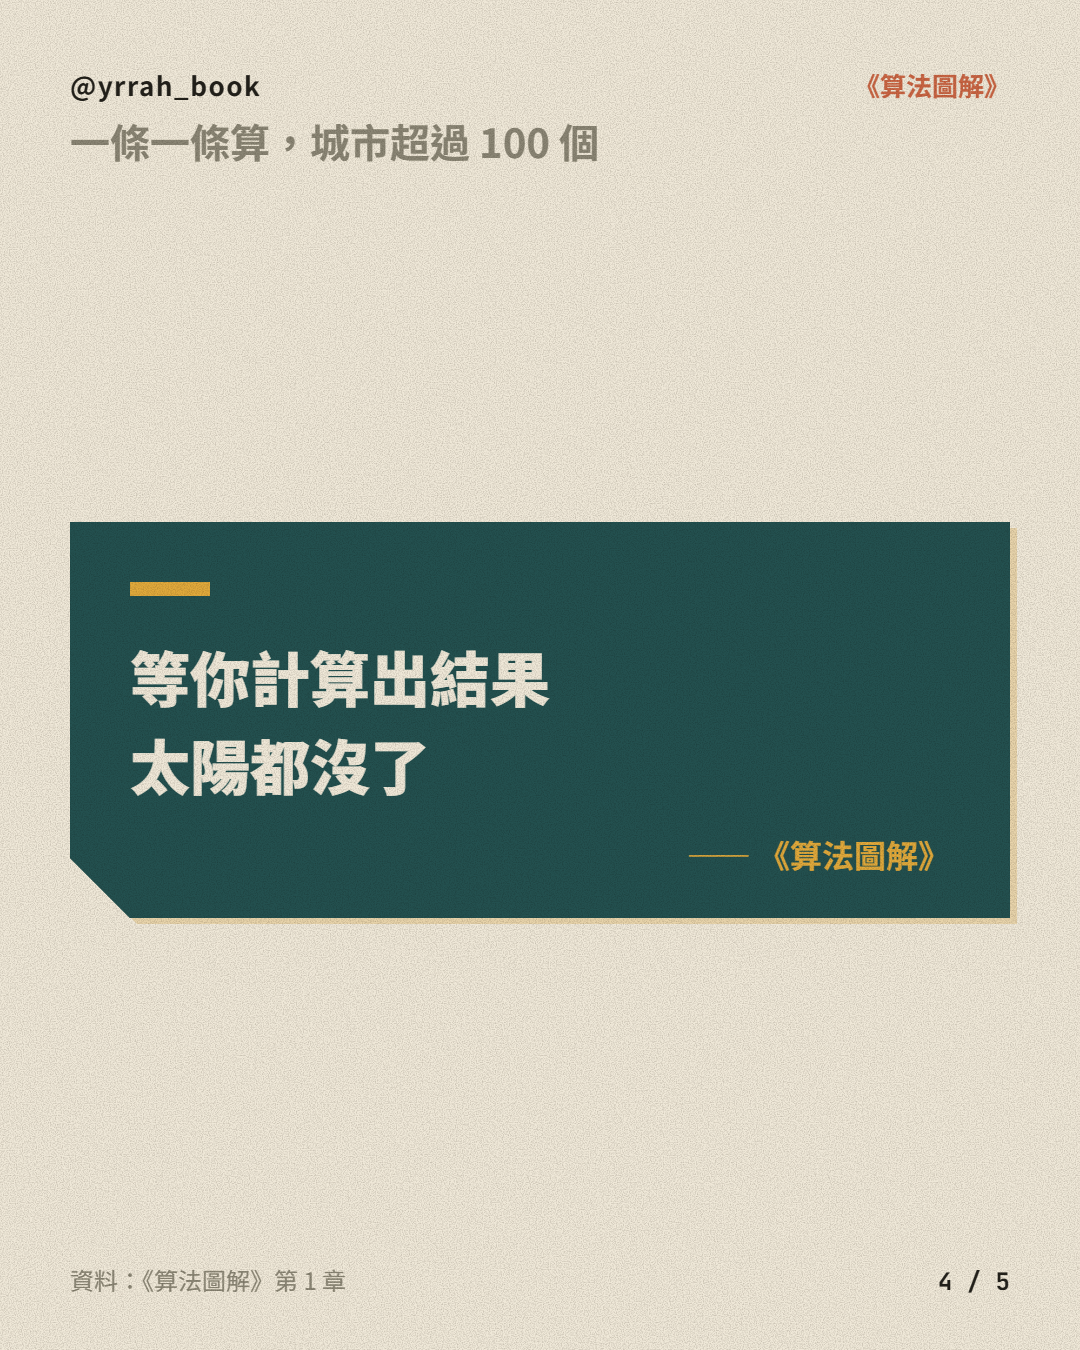 @yrrah_book
《算法圖解》
一條一條算，城市超過 100 個
等你計算出結果
太陽都沒了
—— 《算法圖解》
資料：《算法圖解》第 1 章
4 / 5